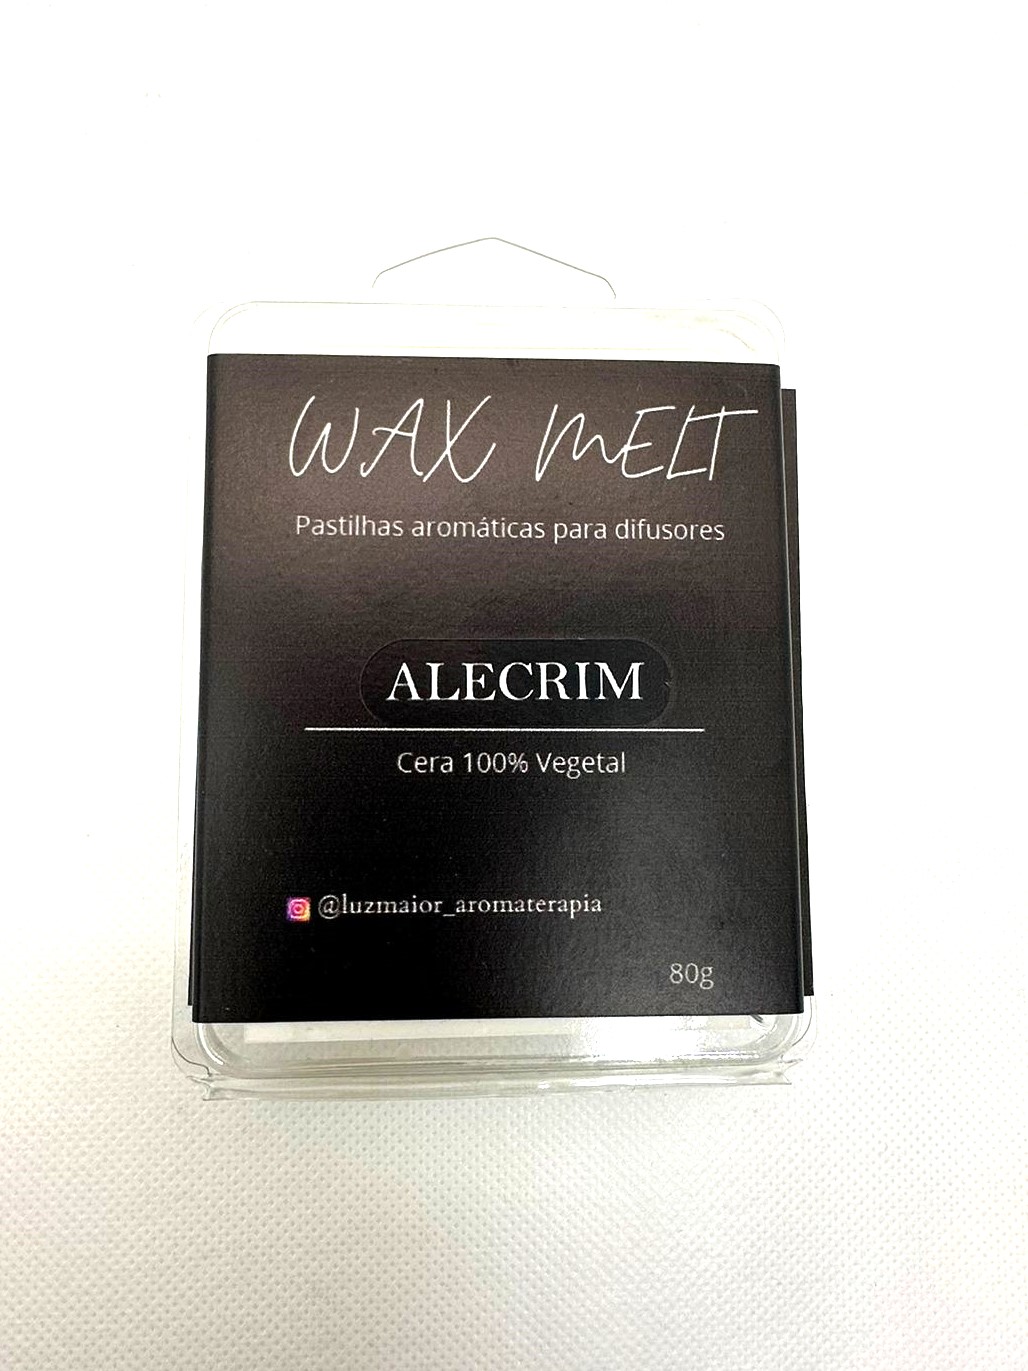 WAX MELT
Pastilhas aromáticas para difusores
ALECRIM
Cera 100% Vegetal
@luzmaior_aromaterapia
80g